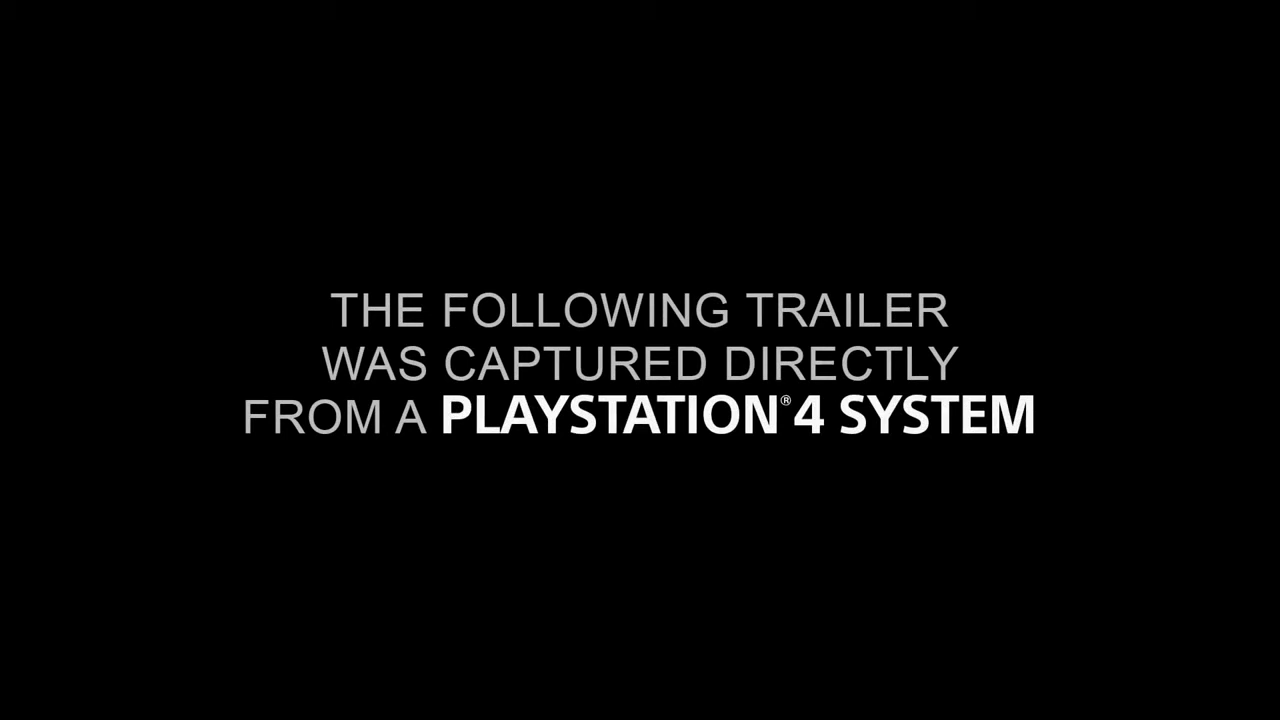 THE FOLLOWING TRAILER
WAS CAPTURED DIRECTLY
FROM A PLAYSTATION®4 SYSTEM